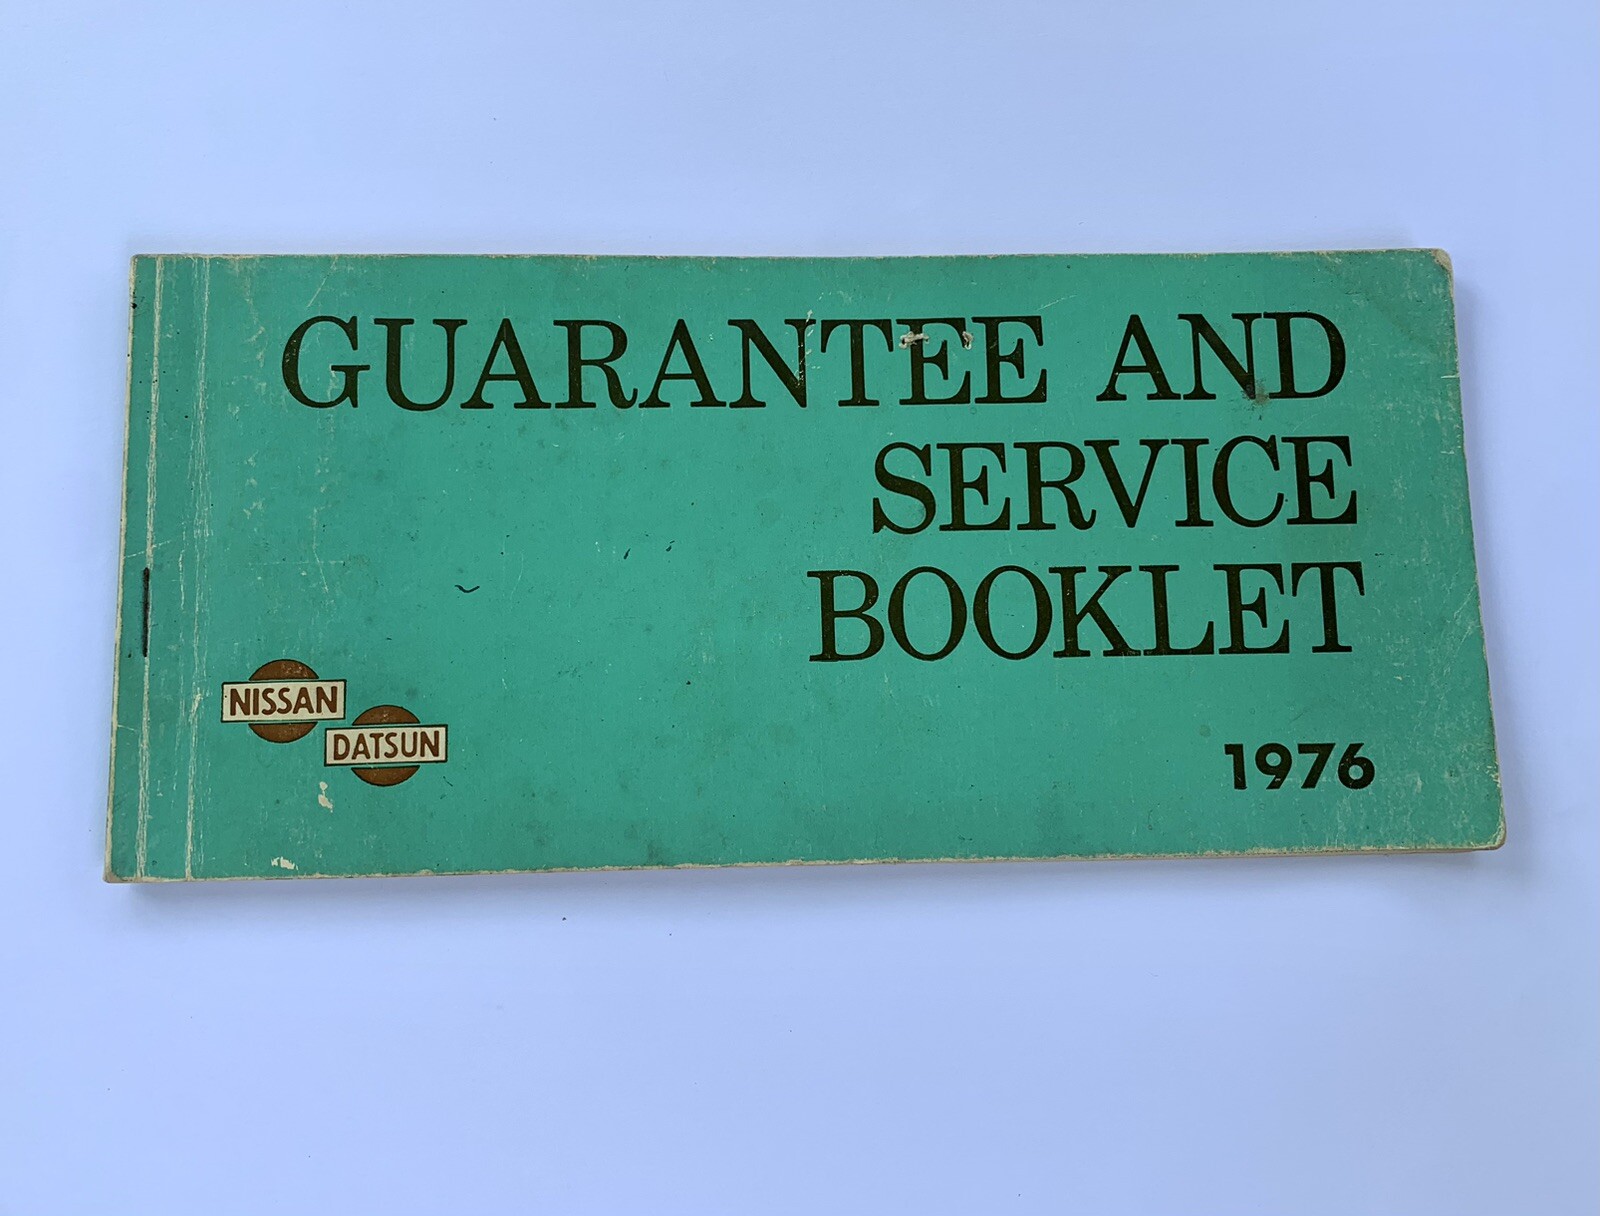 GUARANTEE AND
SERVICE
BOOKLET
NISSAN
DATSUN
1976